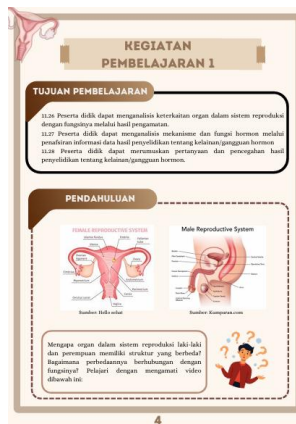 KEGIATAN
PEMBELAJARAN 1
TUJUAN PEMBELAJARAN
11.26 Peserta didik dapat menganalisis keterkaitan organ dalam sistem reproduksi
dengan fungsinya melalui hasil pengamatan.
11.27 Peserta didik dapat menganalisis mekanisme dan fungsi hormon melalui
penafsiran informasi data hasil penyelidikan tentang kelainan/gangguan hormon
11.28 Peserta didik dapat merumuskan pertanyaan dan pencegahan hasil
penyelidikan tentang kelainan/gangguan hormon.
PENDAHULUAN
FEMALE REPRODUCTIVE SYSTEM
Male Reproductive System
Sumber: Hello sehat
Sumber: Kumparan.com
Mengapa organ dalam sistem reproduksi laki-laki
dan perempuan memiliki struktur yang berbeda?
Bagaimana perbedaannya berhubungan dengan
fungsinya? Pelajari dengan mengamati video
dibawah ini:
4